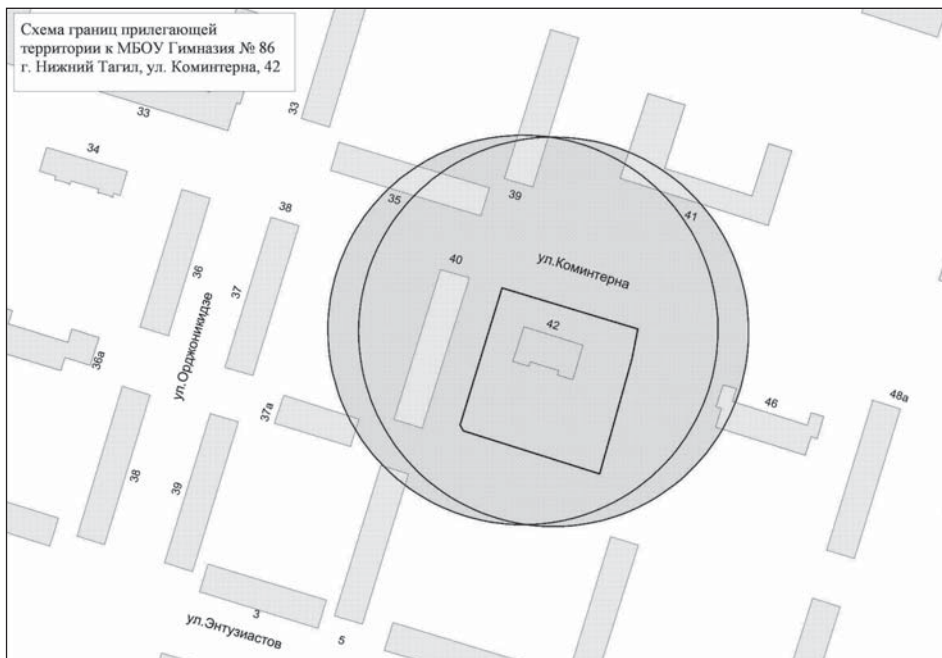 Схема границ прилегающей
территории к МБОУ Гимназия № 86
г. Нижний Тагил, ул. Коминтерна, 42
33
33
34
35
39
41
38
36
37
40
ул.Коминтерна
42
ул.Орджоникидзе
36а
37а
46
48а
38
39
3
5
ул.Энтузиастов